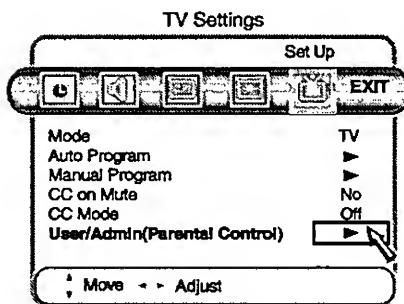 TV Settings
Set Up
EXIT
Mode TV
Auto Program ►
Manual Program ►
CC on Mute No
CC Mode Off
User/Admin(Parental Control) ►
Move Adjust